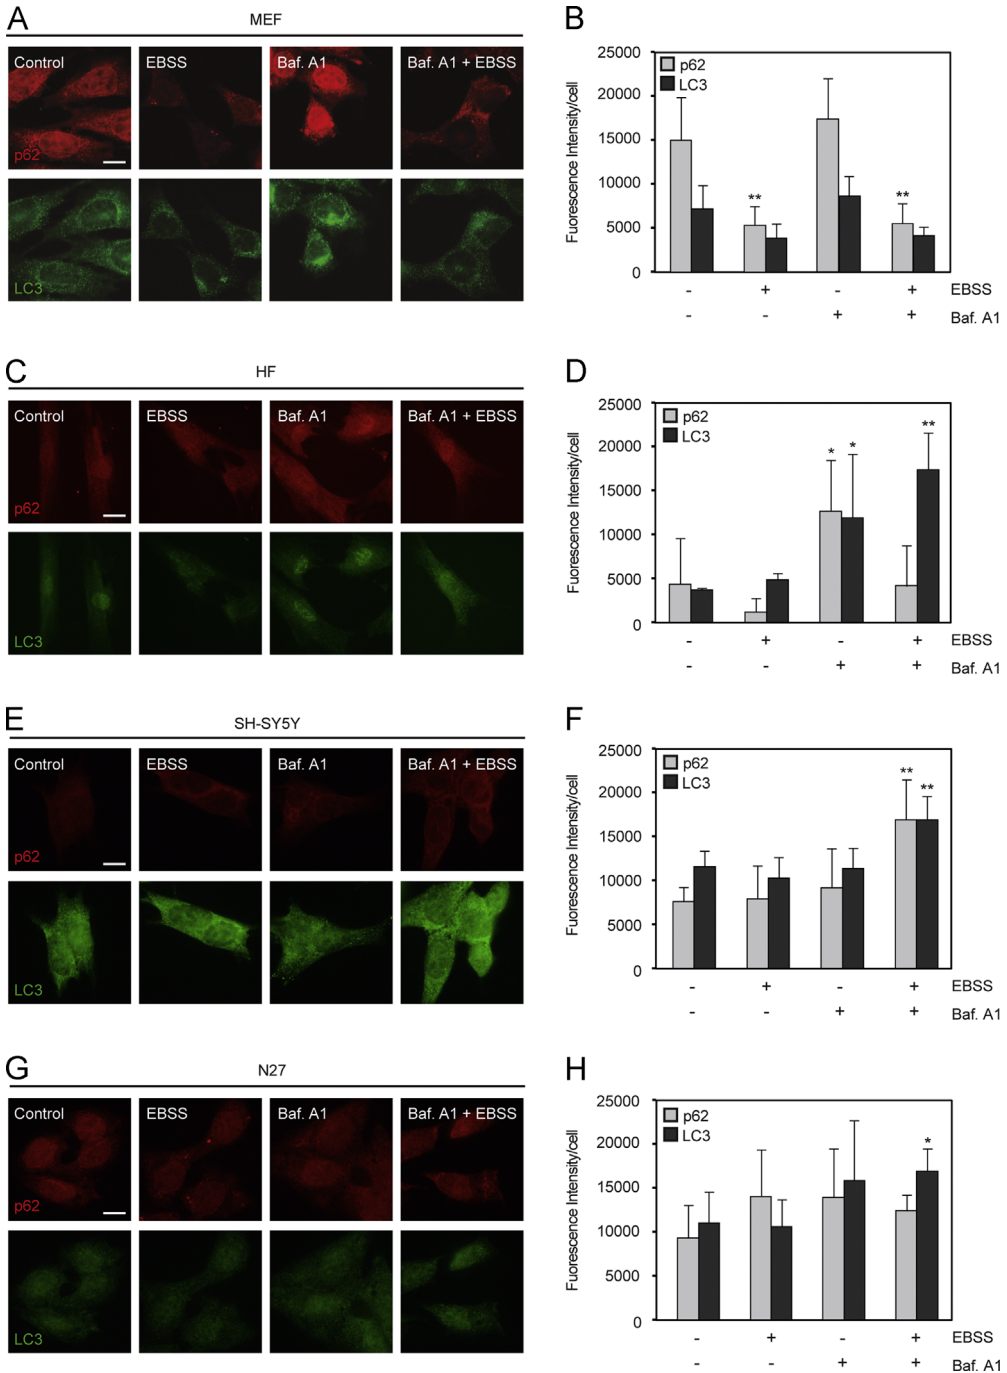 A
MEF
Control
EBSS
Baf. A1
Baf. A1 + EBSS
p62
LC3
B
Fuorescence Intensity/cell
25000
20000
15000
10000
5000
0
p62
LC3
**
**
- + - + EBSS
- - + + Baf. A1
C
HF
Control
EBSS
Baf. A1
Baf. A1 + EBSS
p62
LC3
D
Fluorescence Intensity/cell
25000
20000
15000
10000
5000
0
p62
LC3
* * **
- + - + EBSS
- - + + Baf. A1
E
SH-SY5Y
Control
EBSS
Baf. A1
Baf. A1 + EBSS
p62
LC3
F
Fuorescence Intensity/cell
25000
20000
15000
10000
5000
0
p62
LC3
** **
- + - + EBSS
- - + + Baf. A1
G
N27
Control
EBSS
Baf. A1
Baf. A1 + EBSS
p62
LC3
H
Fluorescence Intensity/cell
25000
20000
15000
10000
5000
0
p62
LC3
*
- + - + EBSS
- - + + Baf. A1